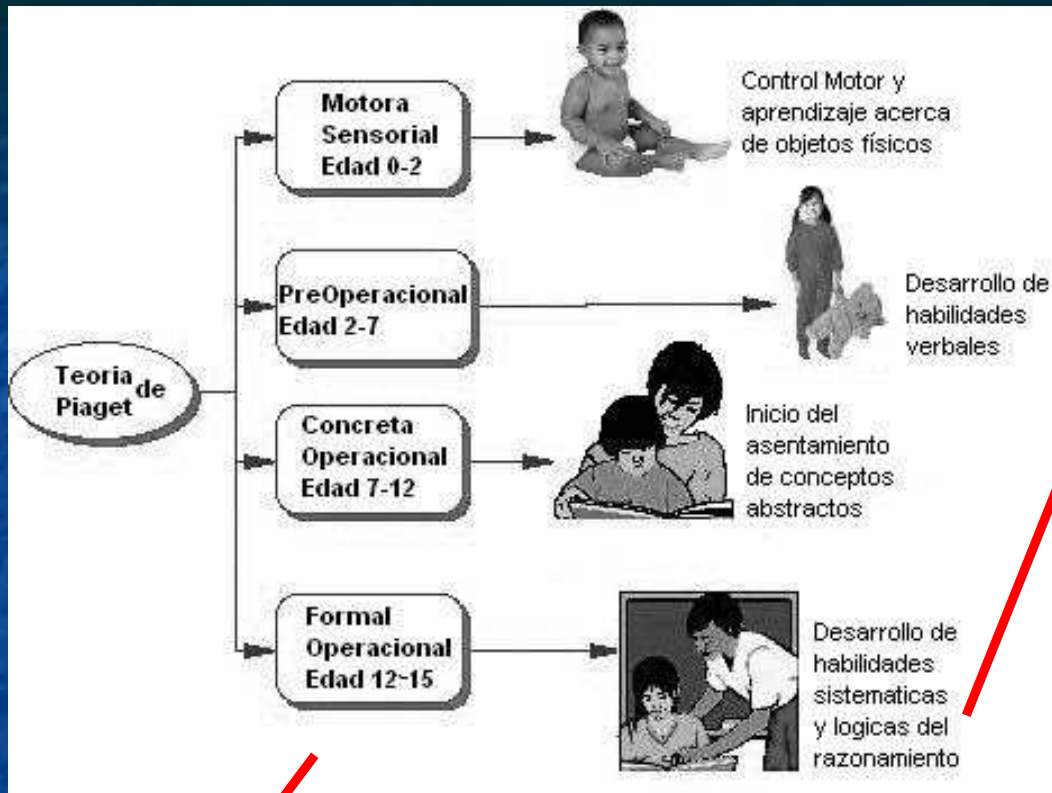 Teoria de
Piaget
Motora
Sensorial
Edad 0-2
Control Motor y
aprendizaje acerca
de objetos físicos
PreOperacional
Edad 2-7
Desarrollo de
habilidades
verbales
Concreta
Operacional
Edad 7-12
Inicio del
asentamiento
de conceptos
abstractos
Formal
Operacional
Edad 12-15
Desarrollo de
habilidades
sistematicas
y logicas del
razonamiento